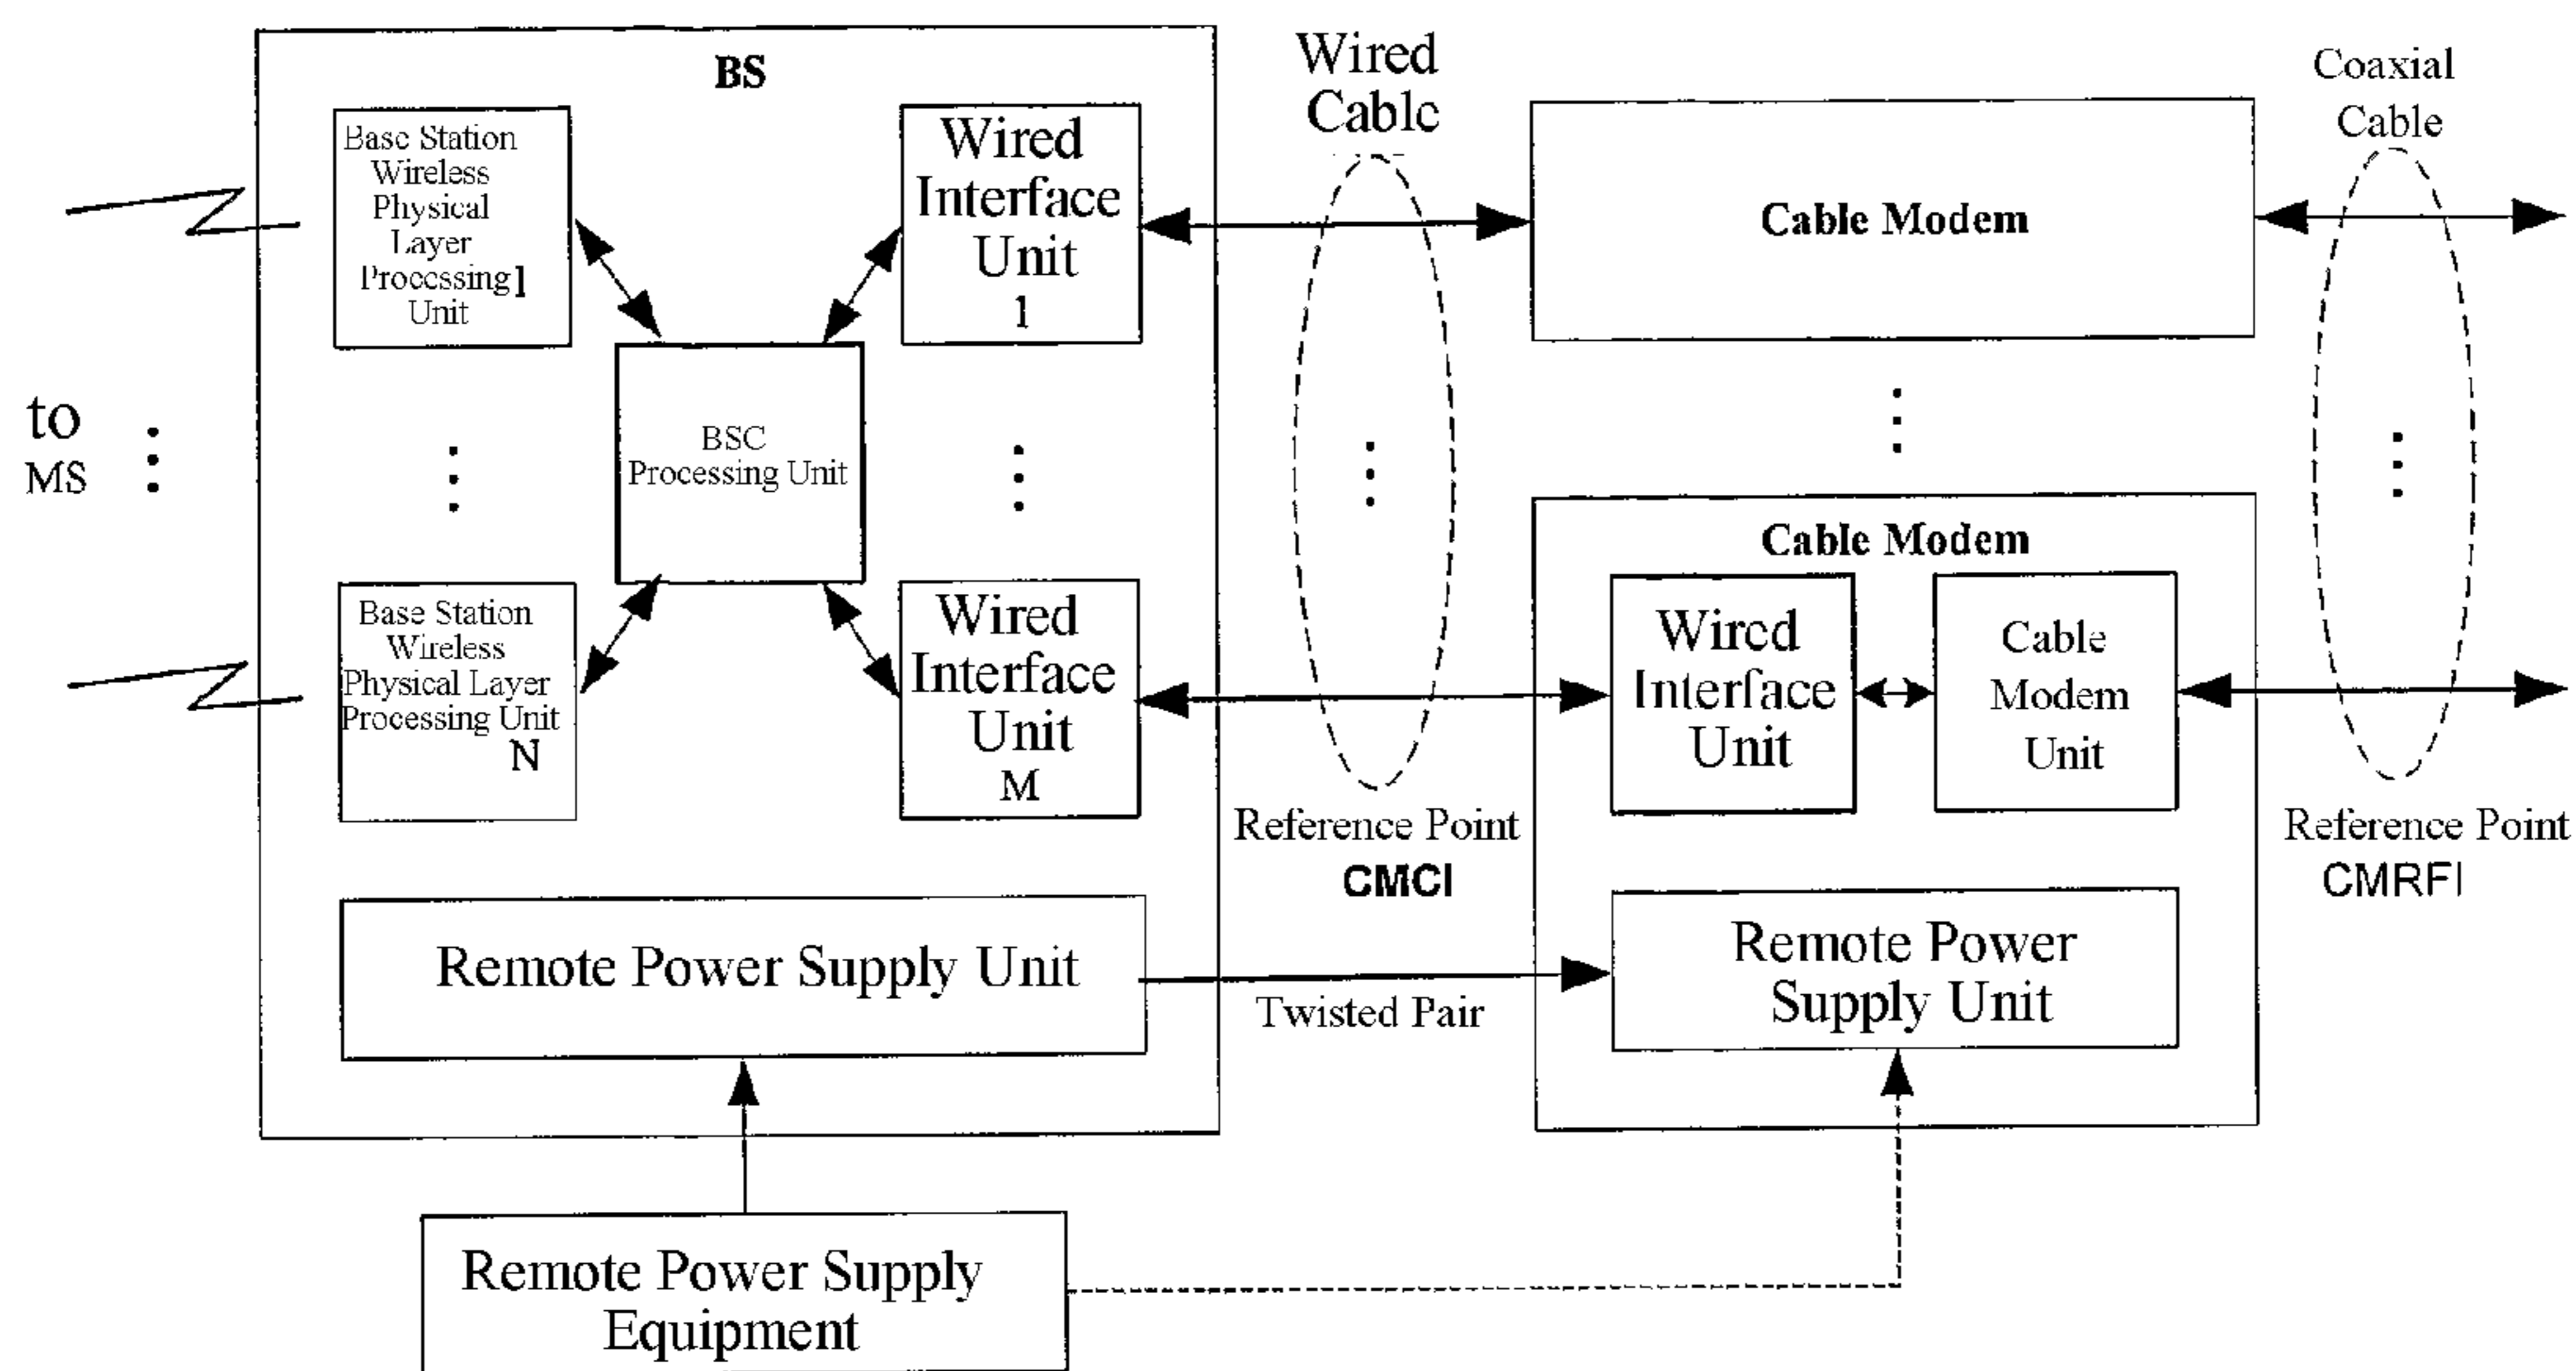 BS
Base Station
Wireless
Physical
Layer
Processing1
Unit
Wired
Interface
Unit
1
Wired
Cable
Cable Modem
Coaxial
Cable
to
MS
BSC
Processing Unit
Base Station
Wireless
Physical Layer
Processing Unit
N
Wired
Interface
Unit
M
Reference Point
CMCI
Cable Modem
Wired
Interface
Unit
Cable
Modem
Unit
Reference Point
CMRFI
Remote Power Supply Unit
Twisted Pair
Remote Power
Supply Unit
Remote Power Supply
Equipment